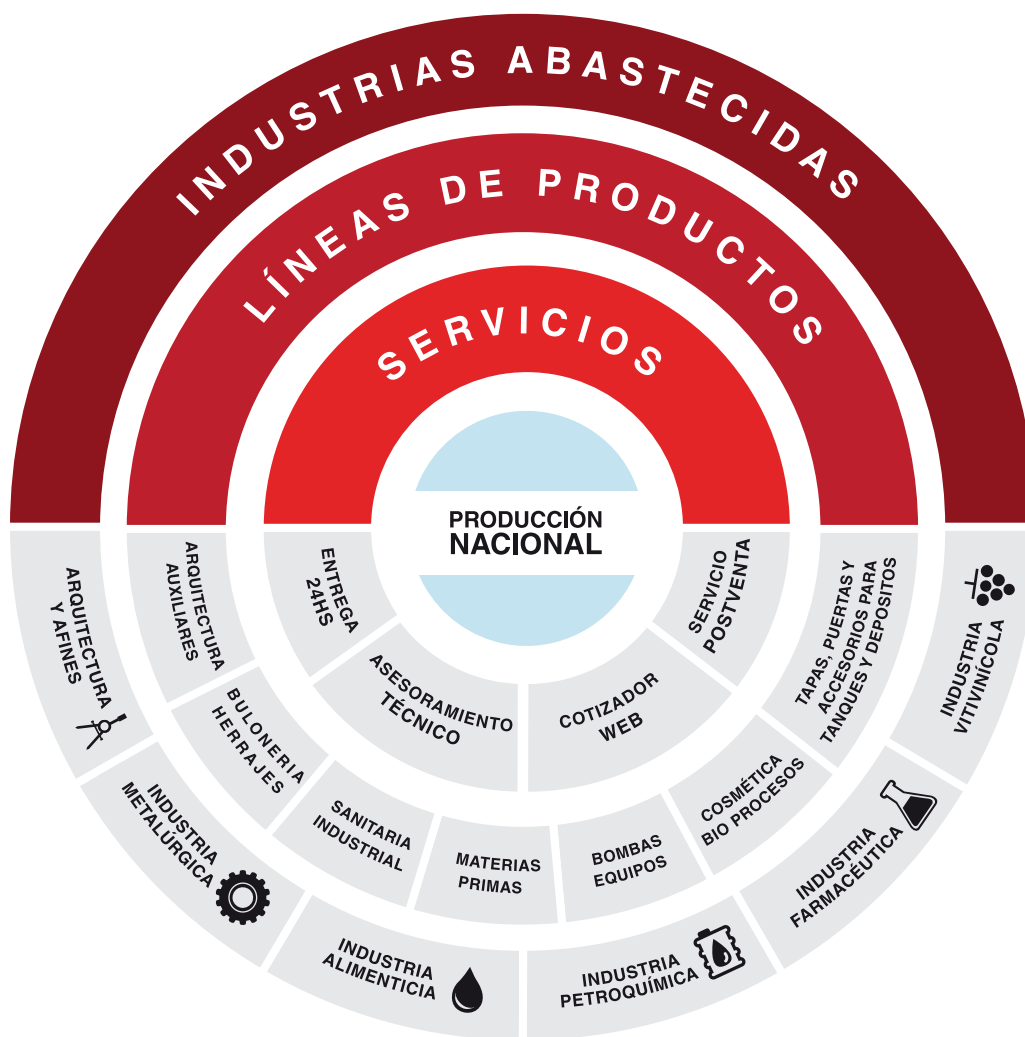 INDUSTRIAS ABASTECIDAS
LÍNEAS DE PRODUCTOS
SERVICIOS
PRODUCCIÓN
NACIONAL
ENTREGA
24HS
ASESORAMIENTO
TÉCNICO
COTIZADOR
WEB
SERVICIO
POSTVENTA
ARQUITECTURA
AUXILIARES
BULONERIA
HERRAJES
SANITARIA
INDUSTRIAL
MATERIAS
PRIMAS
BOMBAS
EQUIPOS
COSMÉTICA
BIO PROCESOS
TAPAS, PUERTAS Y
ACCESORIOS PARA
TANQUES Y DEPOSITOS
ARQUITECTURA
Y AFINES
INDUSTRIA
METALÚRGICA
INDUSTRIA
ALIMENTICIA
INDUSTRIA
PETROQUÍMICA
INDUSTRIA
FARMACÉUTICA
INDUSTRIA
VITIVINÍCOLA